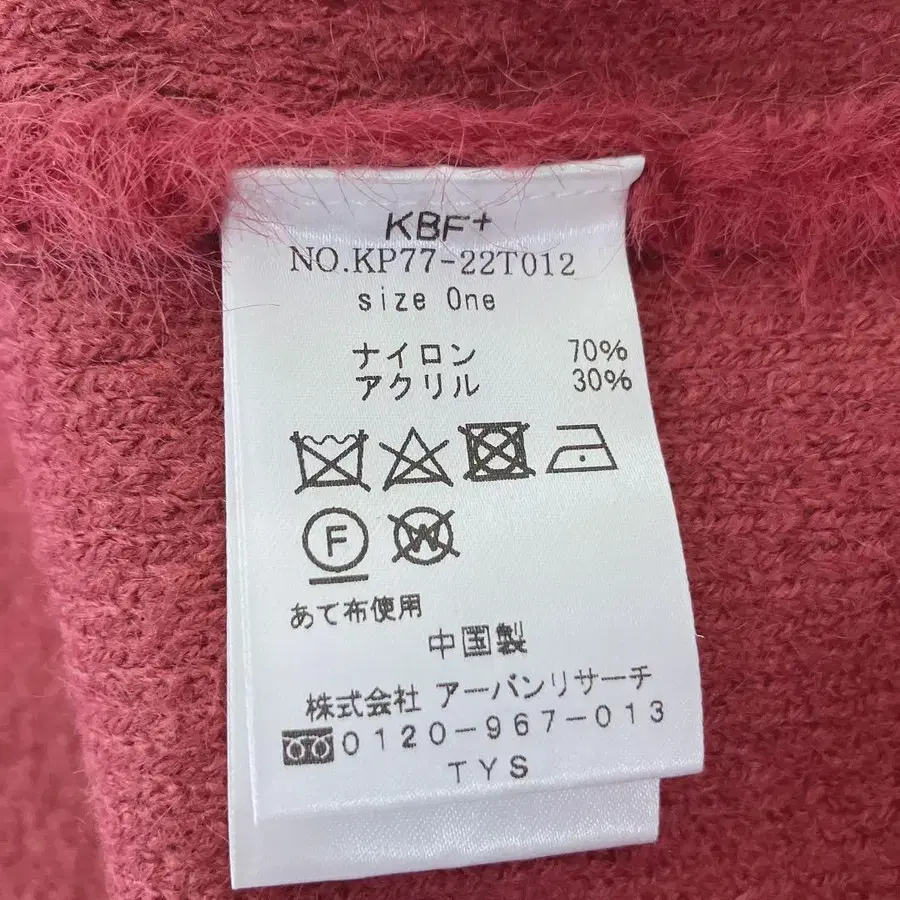 KBF+
NO.KP77-22T012
size One
ナイロン 70%
アクリル 30%
F W
あて布使用
中国製
株式会社 アーバンリサーチ
0120-967-013
TYS